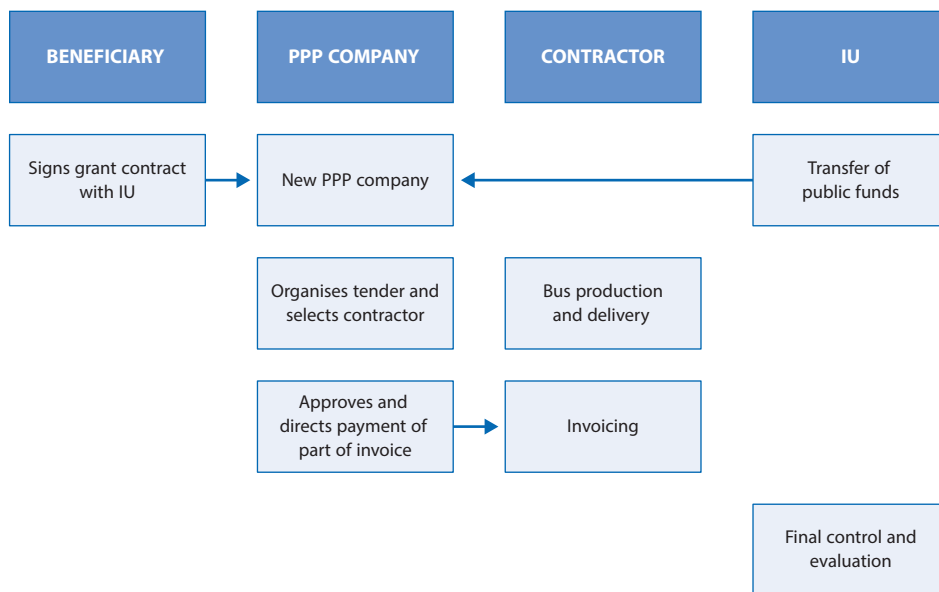 BENEFICIARY
PPP COMPANY
CONTRACTOR
IU
Signs grant contract
with IU
New PPP company
Transfer of
public funds
Organises tender and
selects contractor
Bus production
and delivery
Approves and
directs payment of
part of invoice
Invoicing
Final control and
evaluation